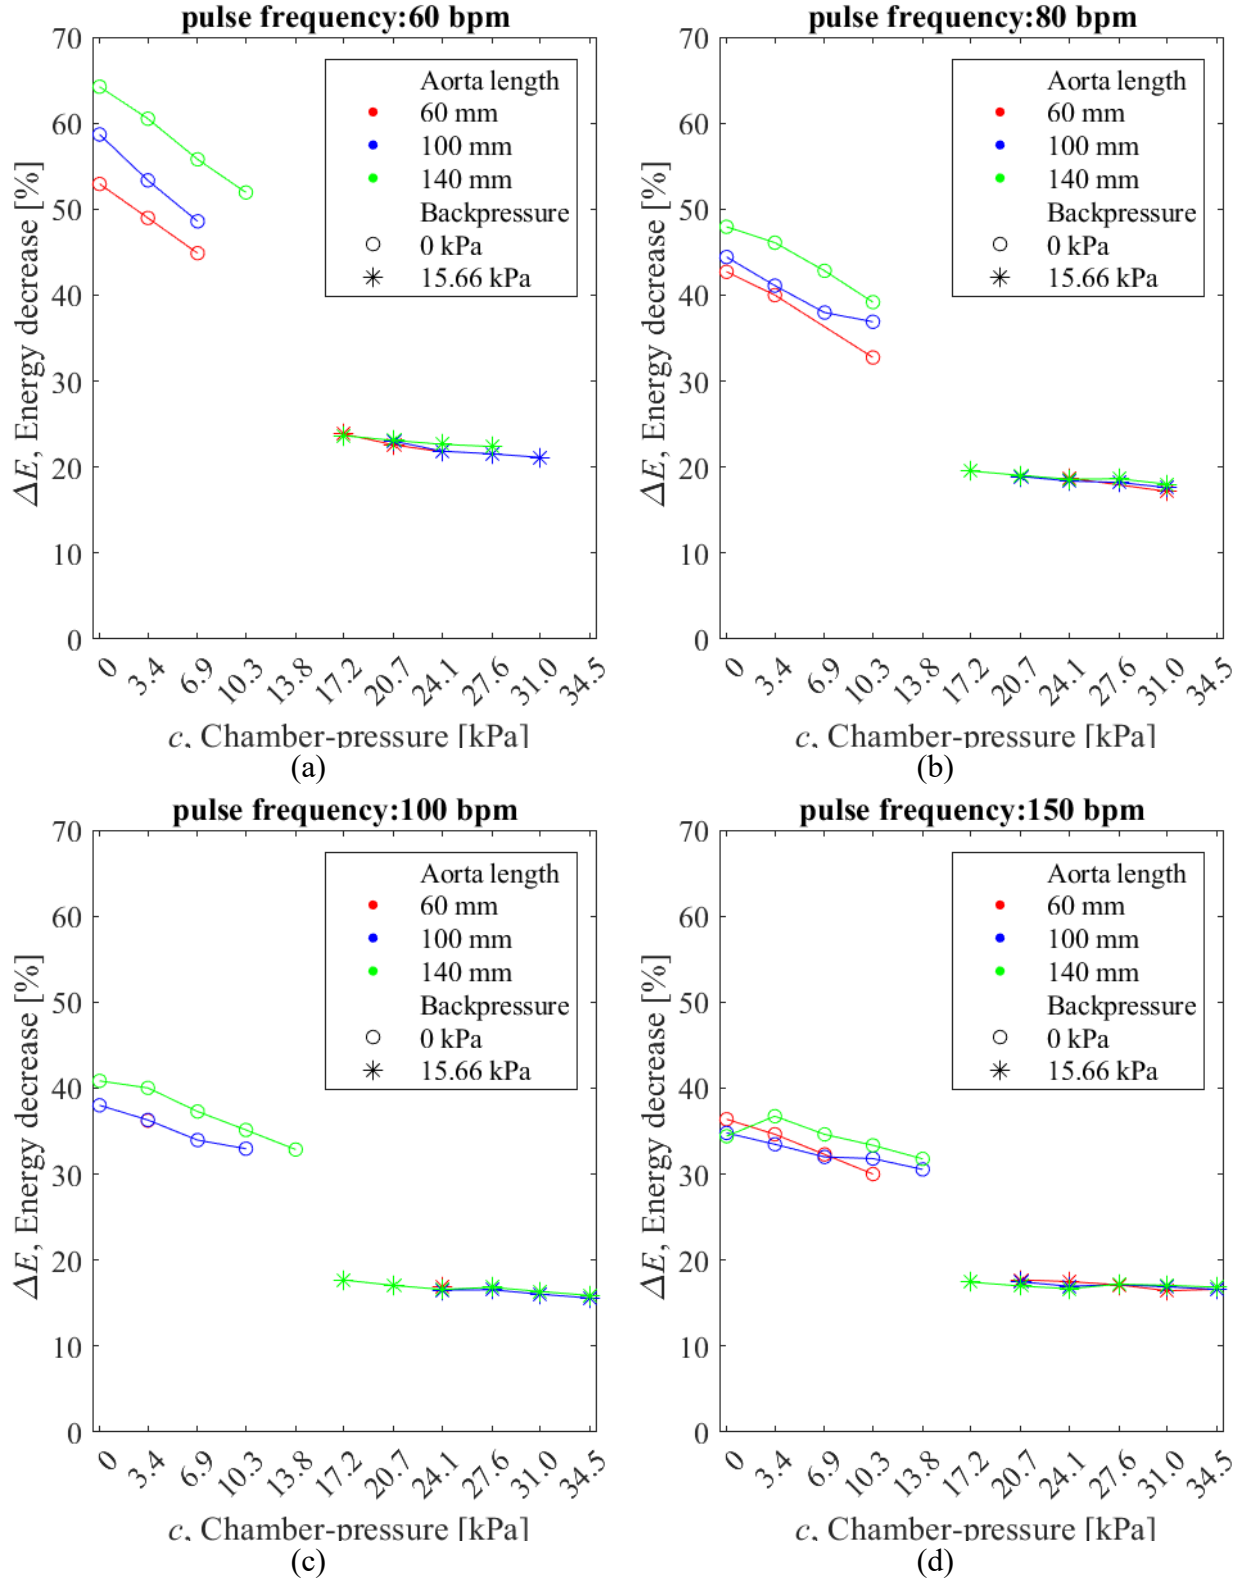 pulse frequency:60 bpm
70
60
50
40
30
20
10
0
ΔE, Energy decrease [%]
Aorta length
60 mm
100 mm
140 mm
Backpressure
0 kPa
15.66 kPa
0
3.4
6.9
10.3
13.8
17.2
20.7
24.1
27.6
31.0
34.5
c, Chamber-pressure [kPa]
(a)
pulse frequency:80 bpm
70
60
50
40
30
20
10
0
ΔE, Energy decrease [%]
Aorta length
60 mm
100 mm
140 mm
Backpressure
0 kPa
15.66 kPa
0
3.4
6.9
10.3
13.8
17.2
20.7
24.1
27.6
31.0
34.5
c, Chamber-pressure [kPa]
(b)
pulse frequency:100 bpm
70
60
50
40
30
20
10
0
ΔE, Energy decrease [%]
Aorta length
60 mm
100 mm
140 mm
Backpressure
0 kPa
15.66 kPa
0
3.4
6.9
10.3
13.8
17.2
20.7
24.1
27.6
31.0
34.5
c, Chamber-pressure [kPa]
(c)
pulse frequency:150 bpm
70
60
50
40
30
20
10
0
ΔE, Energy decrease [%]
Aorta length
60 mm
100 mm
140 mm
Backpressure
0 kPa
15.66 kPa
0
3.4
6.9
10.3
13.8
17.2
20.7
24.1
27.6
31.0
34.5
c, Chamber-pressure [kPa]
(d)